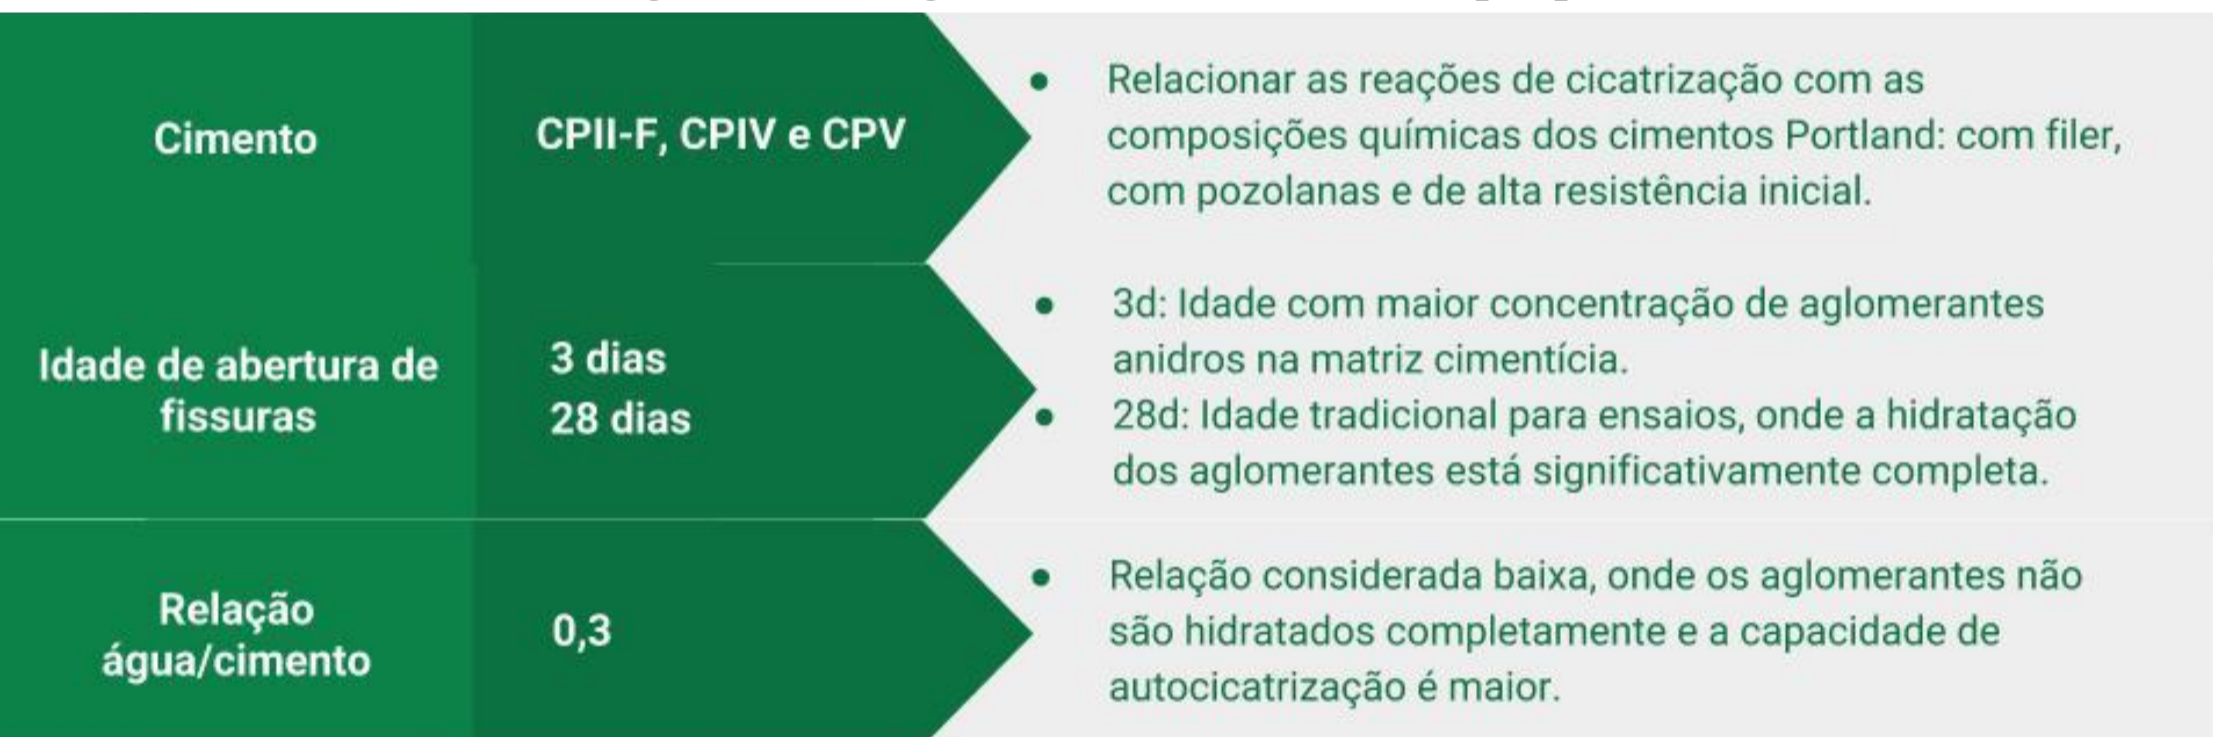 Cimento
CPII-F, CPIV e CPV
● Relacionar as reações de cicatrização com as
composições químicas dos cimentos Portland: com filer,
com pozolanas e de alta resistência inicial.
Idade de abertura de
fissuras
3 dias
28 dias
● 3d: Idade com maior concentração de aglomerantes
anidros na matriz cimentícia.
● 28d: Idade tradicional para ensaios, onde a hidratação
dos aglomerantes está significativamente completa.
Relação
água/cimento
0,3
● Relação considerada baixa, onde os aglomerantes não
são hidratados completamente e a capacidade de
autocicatrização é maior.